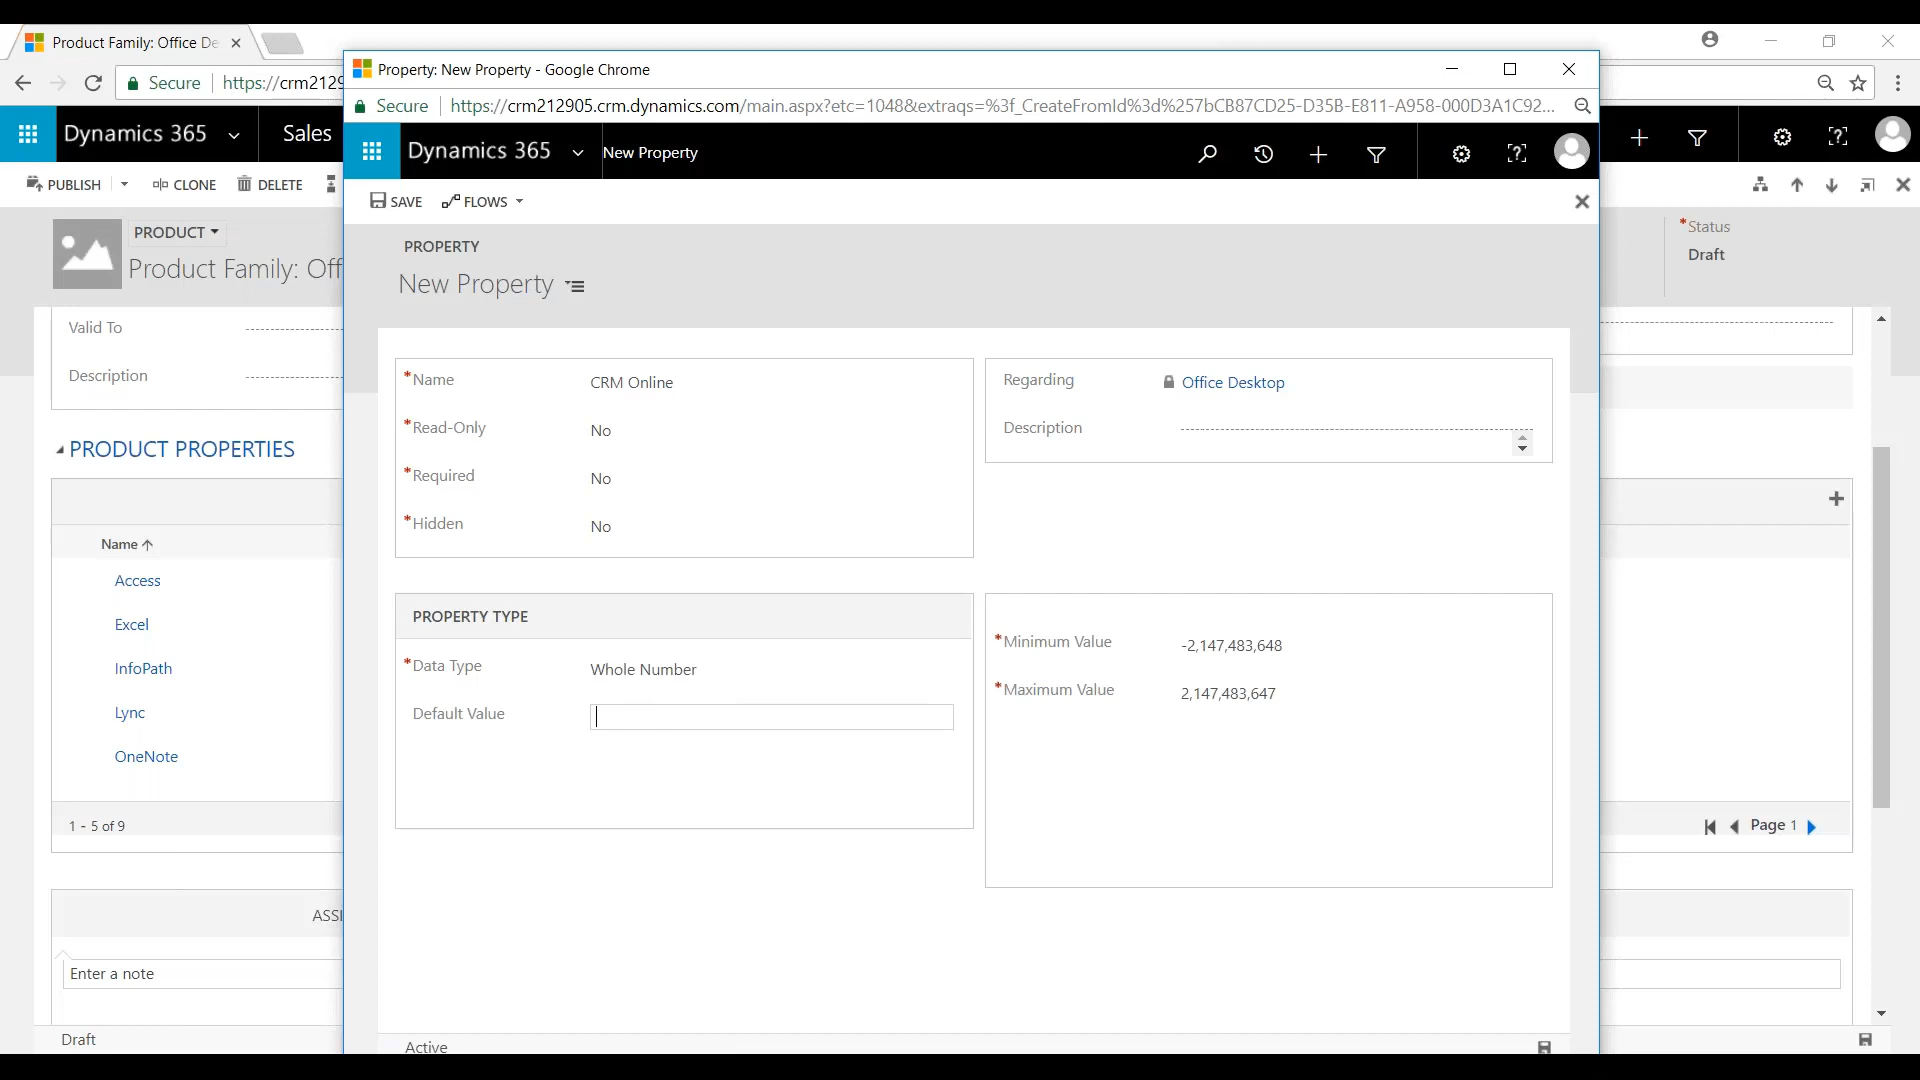 Product Family: Office De
Secure
https://crm2129
Dynamics 365
Sales
PUBLISH
CLONE
DELETE
PRODUCT
Product Family: Off
*Status
Draft
Valid To
Description
PRODUCT PROPERTIES
Name
Access
Excel
InfoPath
Lync
OneNote
1 - 5 of 9
Page 1
ASSI
Enter a note
Draft
Property: New Property - Google Chrome
Secure
https://crm212905.crm.dynamics.com/main.aspx?etc=1048&extraqs=%3f_CreateFromId%3d%257bCB87CD25-D35B-E811-A958-000D3A1C92...
Dynamics 365
New Property
SAVE
FLOWS
PROPERTY
New Property
*Name
CRM Online
*Read-Only
No
*Required
No
*Hidden
No
Regarding
Office Desktop
Description
PROPERTY TYPE
*Data Type
Whole Number
Default Value
*Minimum Value
-2,147,483,648
*Maximum Value
2,147,483,647
Active